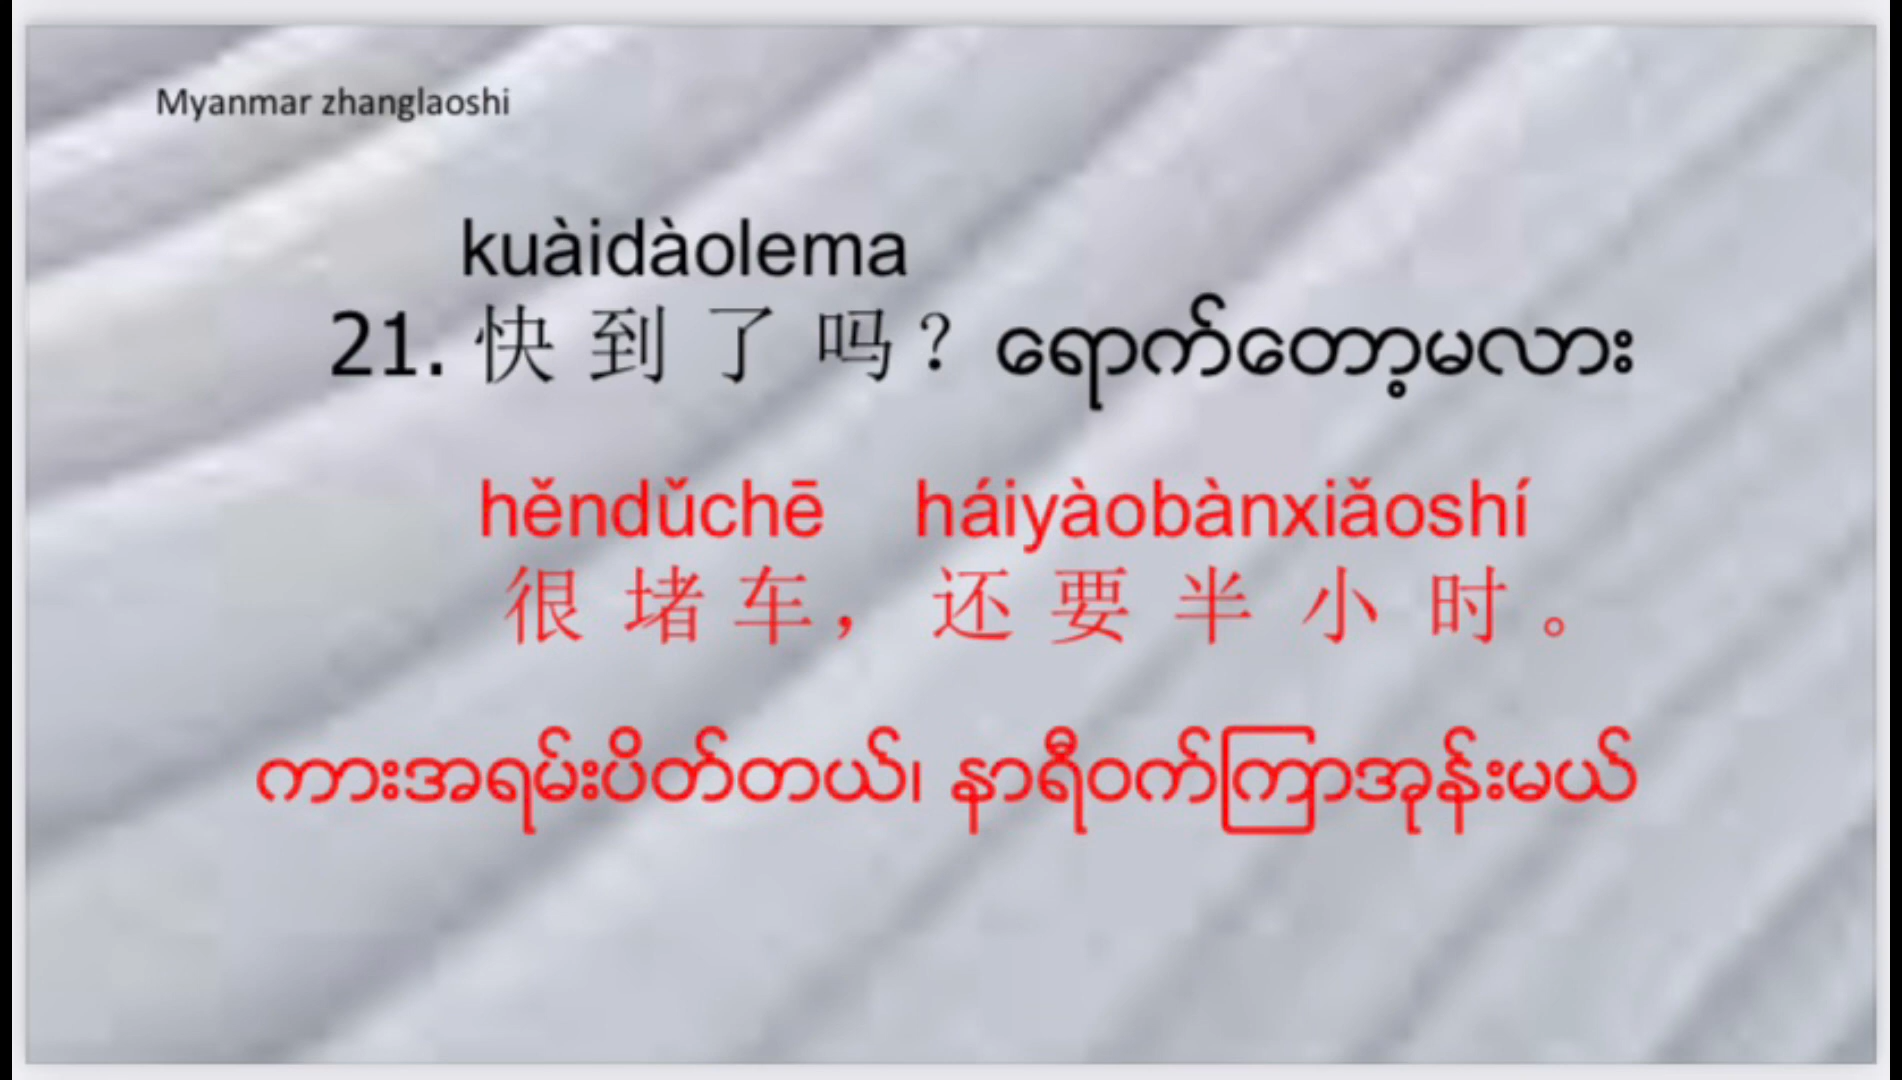 Myanmar zhanglaoshi
kuàidàolema
21. 快 到 了 吗 ? ရောက်တော့မလား
hěndǔchē háiyàobànxiǎoshí
很 堵 车， 还 要 半 小 时 。
ကားအရမ်းပိတ်တယ်၊ နာရီဝက်ကြာအုန်းမယ်